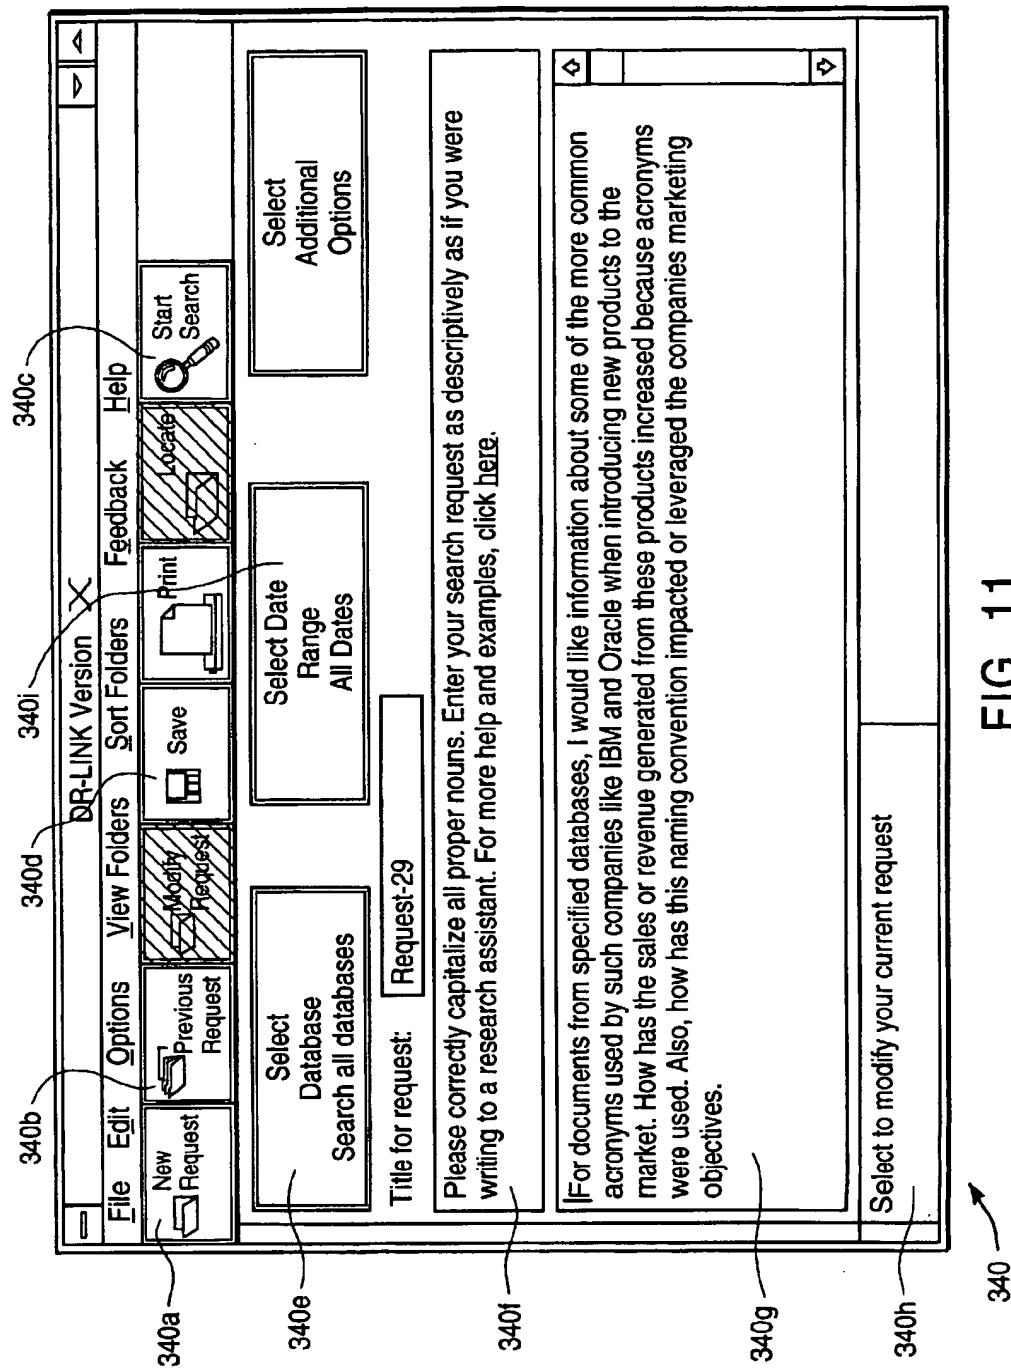 340c
340i
340d
340b
DR-LINK Version X
File Edit Options View Folders Sort Folders Feedback Help
New Request
Previous Request
Modify Request
Save
Print
Locate
Start Search
340a
Select
Database
Search all databases
Select Date
Range
All Dates
Select
Additional
Options
340e
Title for request:
Request-29
Please correctly capitalize all proper nouns. Enter your search request as descriptively as if you were
writing to a research assistant. For more help and examples, click here.
340f
For documents from specified databases, I would like information about some of the more common
acronyms used by such companies like IBM and Oracle when introducing new products to the
market. How has the sales or revenue generated from these products increased because acronyms
were used. Also, how has this naming convention impacted or leveraged the companies marketing
objectives.
340g
Select to modify your current request
340h
340
FIG. 11